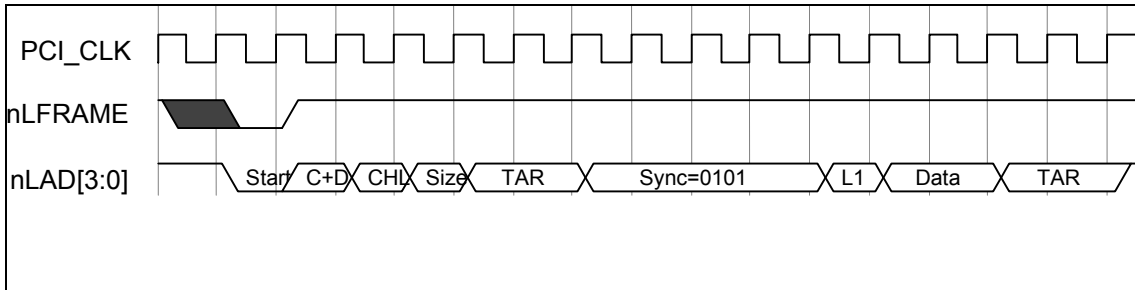 PCI_CLK
nLFRAME
nLAD[3:0]
Start C+D CHL Size TAR Sync=0101 L1 Data TAR